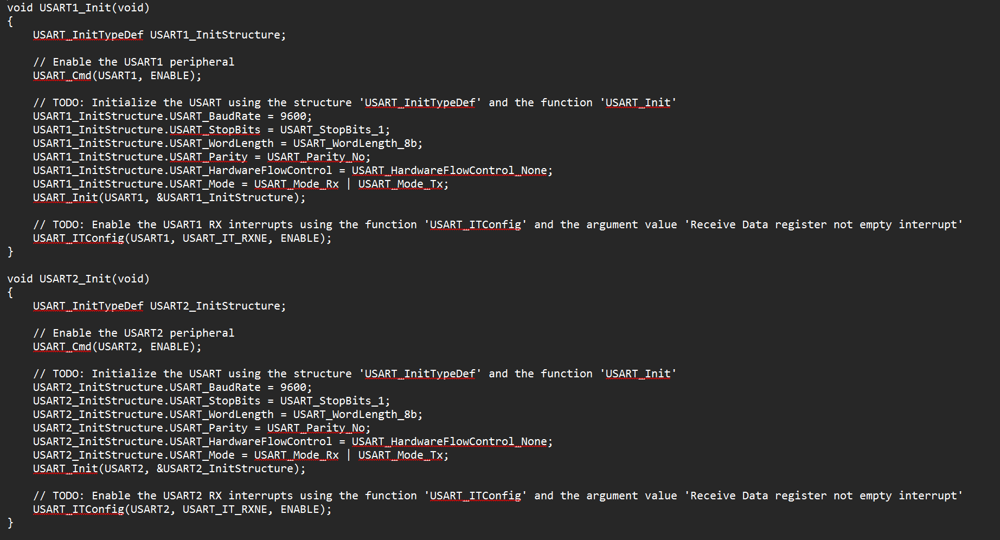 void USART1_Init(void)
{
    USART_InitTypeDef USART1_InitStructure;

    // Enable the USART1 peripheral
    USART_Cmd(USART1, ENABLE);

    // TODO: Initialize the USART using the structure 'USART_InitTypeDef' and the function 'USART_Init'
    USART1_InitStructure.USART_BaudRate = 9600;
    USART1_InitStructure.USART_StopBits = USART_StopBits_1;
    USART1_InitStructure.USART_WordLength = USART_WordLength_8b;
    USART1_InitStructure.USART_Parity = USART_Parity_No;
    USART1_InitStructure.USART_HardwareFlowControl = USART_HardwareFlowControl_None;
    USART1_InitStructure.USART_Mode = USART_Mode_Rx | USART_Mode_Tx;
    USART_Init(USART1, &USART1_InitStructure);

    // TODO: Enable the USART1 RX interrupts using the function 'USART_ITConfig' and the argument value 'Receive Data register not empty interrupt'
    USART_ITConfig(USART1, USART_IT_RXNE, ENABLE);
}

void USART2_Init(void)
{
    USART_InitTypeDef USART2_InitStructure;

    // Enable the USART2 peripheral
    USART_Cmd(USART2, ENABLE);

    // TODO: Initialize the USART using the structure 'USART_InitTypeDef' and the function 'USART_Init'
    USART2_InitStructure.USART_BaudRate = 9600;
    USART2_InitStructure.USART_StopBits = USART_StopBits_1;
    USART2_InitStructure.USART_WordLength = USART_WordLength_8b;
    USART2_InitStructure.USART_Parity = USART_Parity_No;
    USART2_InitStructure.USART_HardwareFlowControl = USART_HardwareFlowControl_None;
    USART2_InitStructure.USART_Mode = USART_Mode_Rx | USART_Mode_Tx;
    USART_Init(USART2, &USART2_InitStructure);

    // TODO: Enable the USART2 RX interrupts using the function 'USART_ITConfig' and the argument value 'Receive Data register not empty interrupt'
    USART_ITConfig(USART2, USART_IT_RXNE, ENABLE);
}